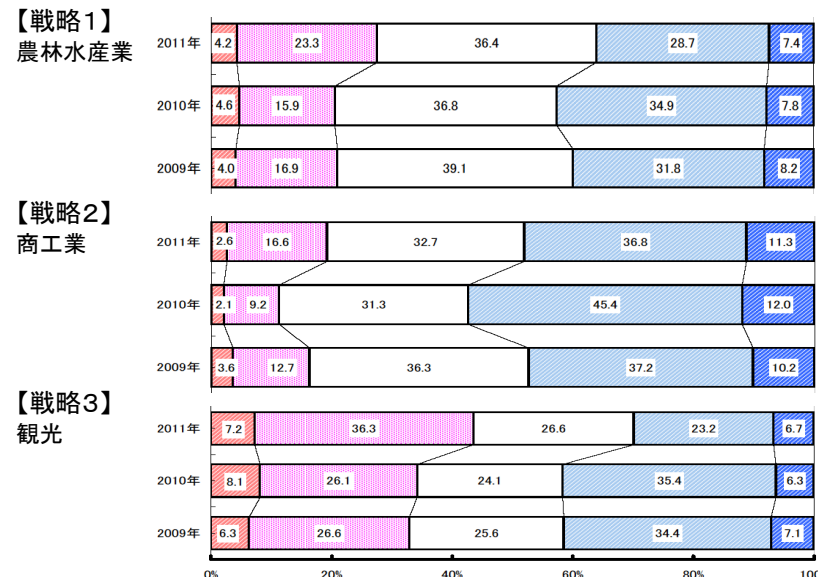 【戦略1】
農林水産業
2011年 4.2 23.3 36.4 28.7 7.4
2010年 4.6 15.9 36.8 34.9 7.8
2009年 4.0 16.9 39.1 31.8 8.2
【戦略2】
商工業
2011年 2.6 16.6 32.7 36.8 11.3
2010年 2.1 9.2 31.3 45.4 12.0
2009年 3.6 12.7 36.3 37.2 10.2
【戦略3】
観光
2011年 7.2 36.3 26.6 23.2 6.7
2010年 8.1 26.1 24.1 35.4 6.3
2009年 6.3 26.6 25.6 34.4 7.1
0% 20% 40% 60% 80% 100